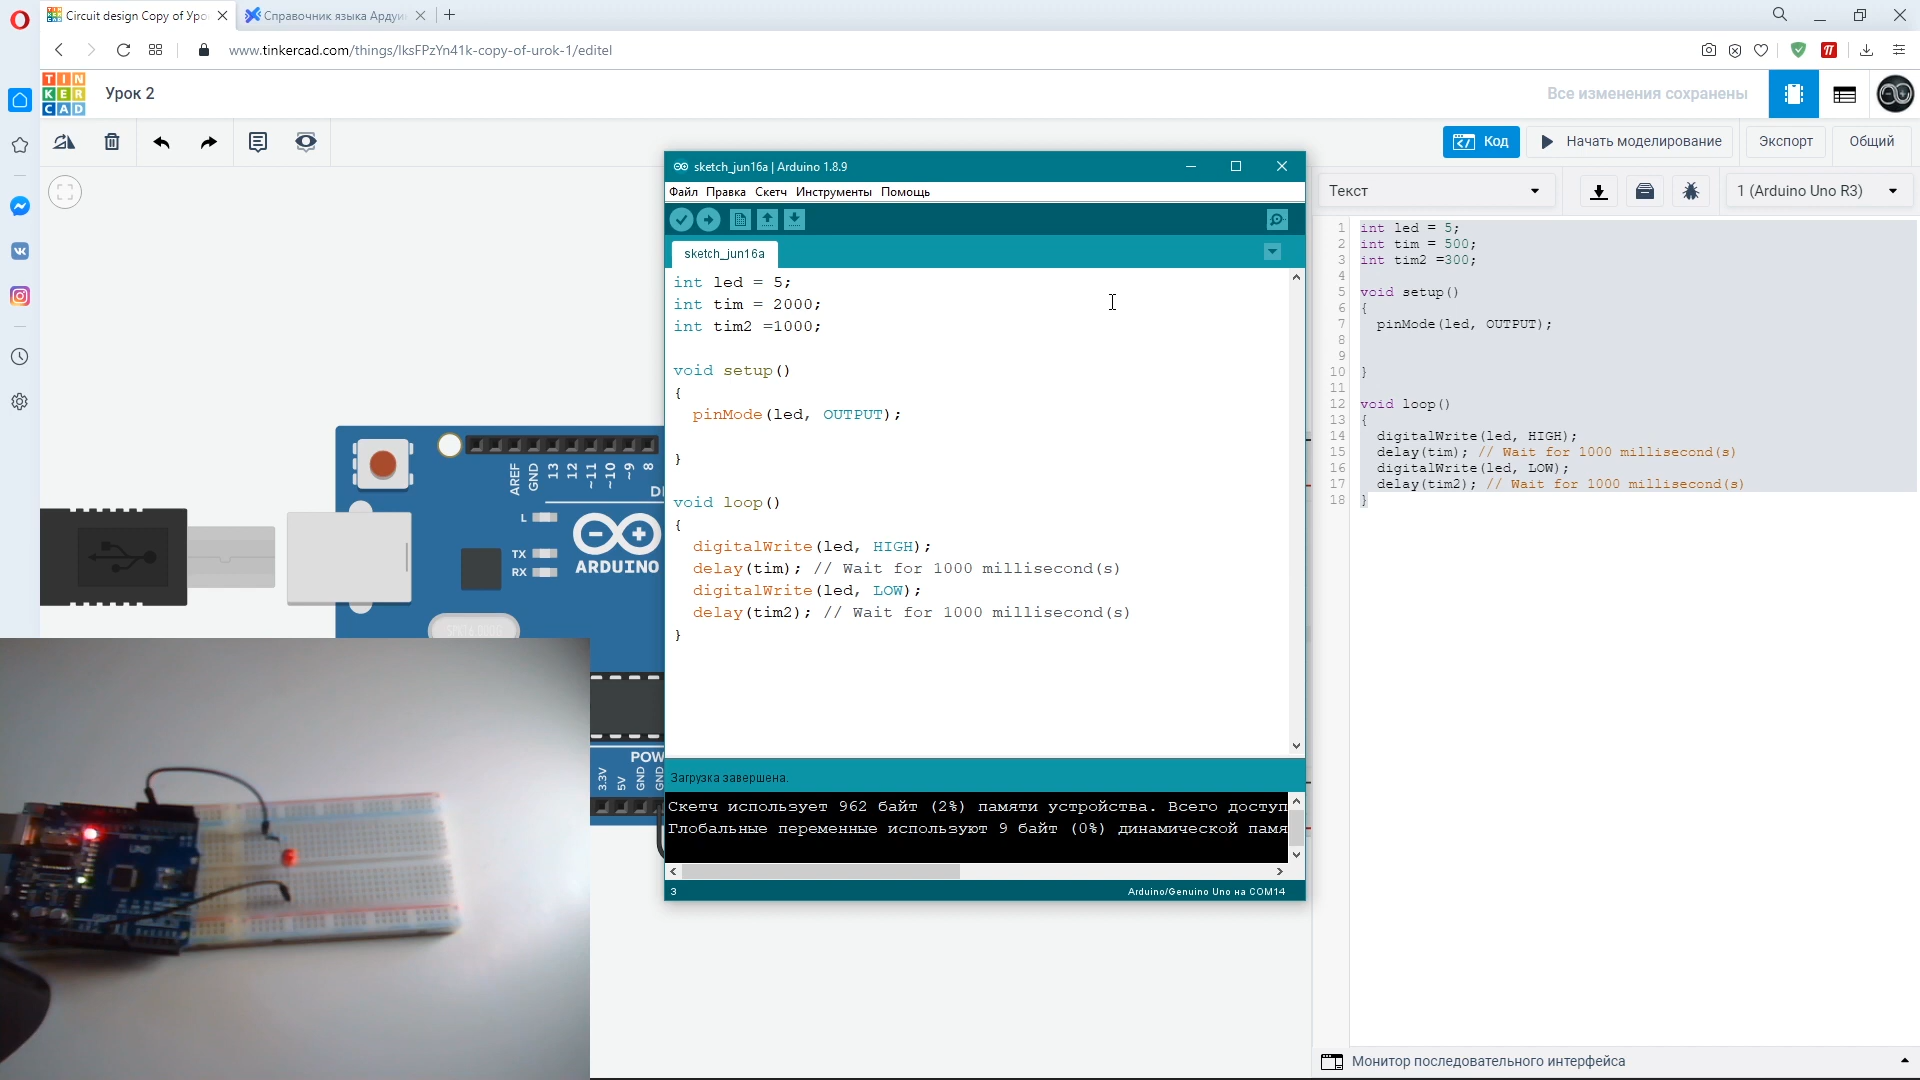 Circuit design Copy of Уро
Справочник языка Ардуи
www.tinkercad.com/things/lksFPzYn41k-copy-of-urok-1/editel
TIN
KER
CAD
Урок 2
Все изменения сохранены
Код
Начать моделирование
Экспорт
Общий
Текст
1 (Arduino Uno R3)
sketch_jun16a | Arduino 1.8.9
Файл Правка Скетч Инструменты Помощь
sketch_jun16a
int led = 5;
int tim = 2000;
int tim2 =1000;
void setup()
{
pinMode(led, OUTPUT);
}
void loop()
{
digitalWrite(led, HIGH);
delay(tim); // Wait for 1000 millisecond(s)
digitalWrite(led, LOW);
delay(tim2); // Wait for 1000 millisecond(s)
}
Загрузка завершена.
Скетч использует 962 байт (2%) памяти устройства. Всего доступ
Глобальные переменные используют 9 байт (0%) динамической памя
3
Arduino/Genuino Uno на COM14
1 int led = 5;
2 int tim = 500;
3 int tim2 =300;
4
5 void setup()
6 {
7 pinMode(led, OUTPUT);
8
9
10 }
11
12 void loop()
13 {
14 digitalWrite(led, HIGH);
15 delay(tim); // Wait for 1000 millisecond(s)
16 digitalWrite(led, LOW);
17 delay(tim2); // Wait for 1000 millisecond(s)
18 }
AREF
GND
13
12
~11
~10
~9
8
DI
L
TX
RX
ARDUINO
POW
3.3V
5V
GND
GND
UNO
Монитор последовательного интерфейса